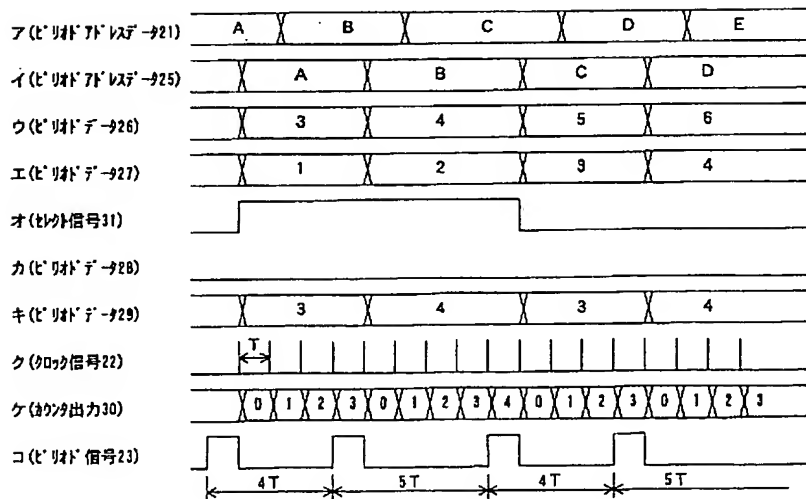 ア(ピリオドアドレスデータ21) A B C D E
イ(ピリオドアドレスデータ25) A B C D
ウ(ピリオドデータ26) 3 4 5 6
エ(ピリオドデータ27) 1 2 3 4
オ(セレクト信号31)
カ(ピリオドデータ28)
キ(ピリオドデータ29) 3 4 3 4
ク(クロック信号22) T
ケ(カウンタ出力30) 0 1 2 3 0 1 2 3 4 0 1 2 3 0 1 2 3
コ(ピリオド信号23)
4T 5T 4T 5T